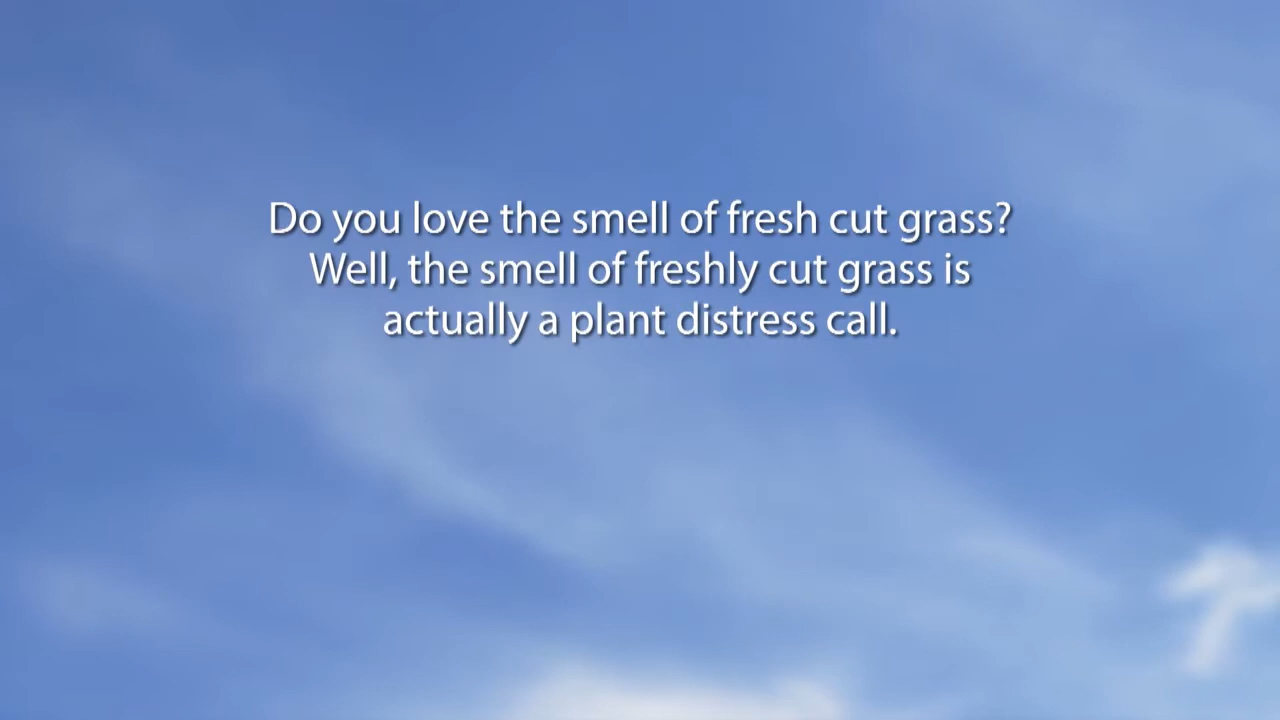 Do you love the smell of fresh cut grass?
Well, the smell of freshly cut grass is
actually a plant distress call.